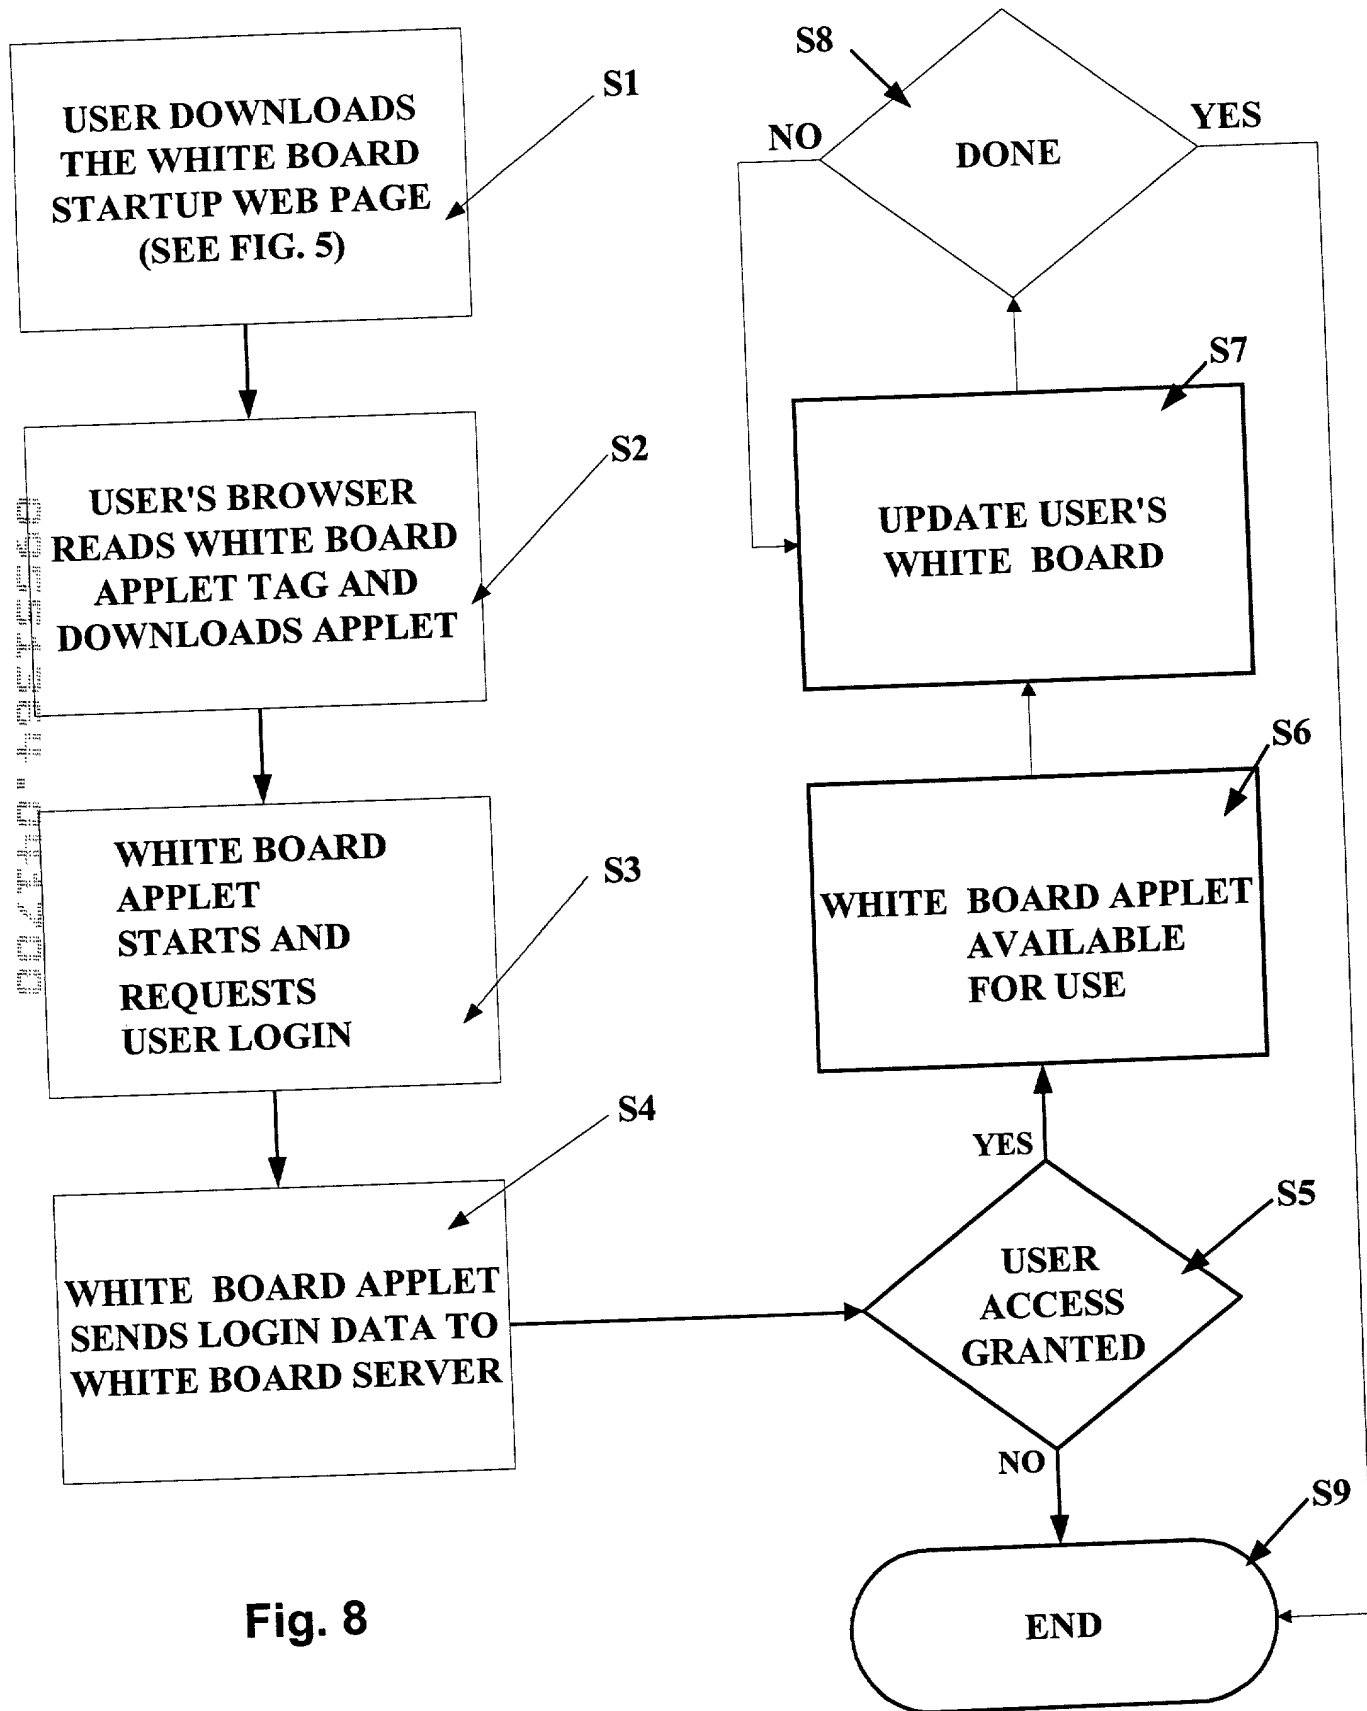 S1
USER DOWNLOADS
THE WHITE BOARD
STARTUP WEB PAGE
(SEE FIG. 5)
S2
USER'S BROWSER
READS WHITE BOARD
APPLET TAG AND
DOWNLOADS APPLET
S3
WHITE BOARD
APPLET
STARTS AND
REQUESTS
USER LOGIN
S4
WHITE BOARD APPLET
SENDS LOGIN DATA TO
WHITE BOARD SERVER
S8
NO
YES
DONE
S7
UPDATE USER'S
WHITE BOARD
S6
WHITE BOARD APPLET
AVAILABLE
FOR USE
YES
S5
USER
ACCESS
GRANTED
NO
S9
END
Fig. 8